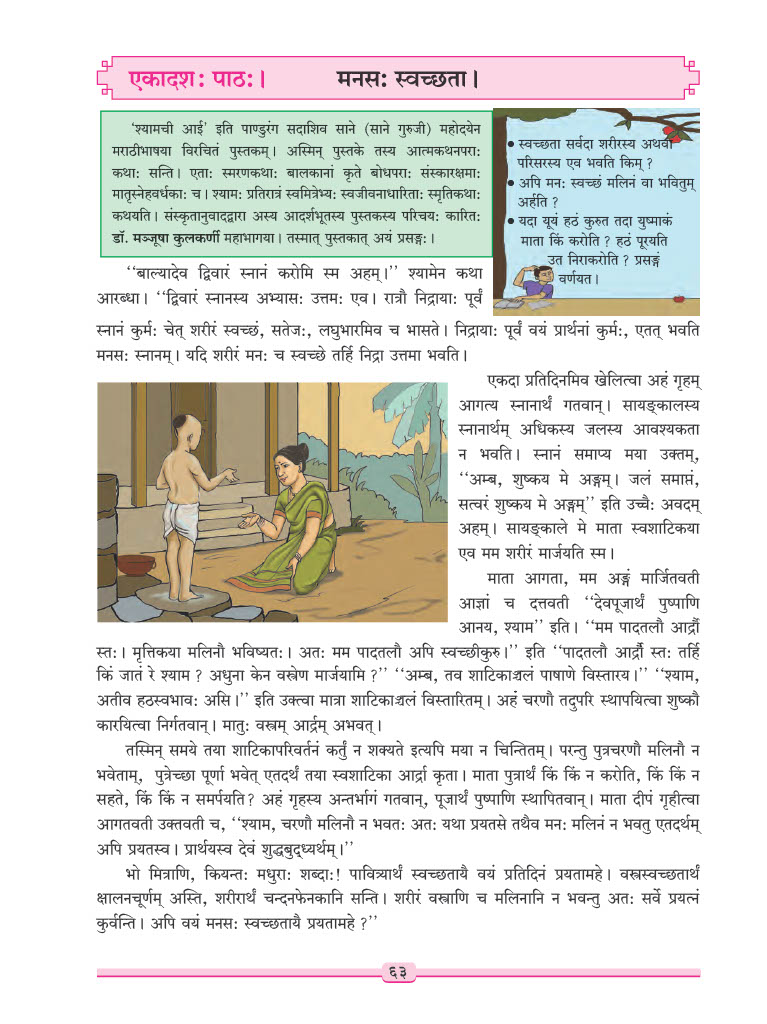 एकादशः पाठः।
मनसः स्वच्छता।
‘श्यामची आई’ इति पाण्डुरंग सदाशिव साने (साने गुरुजी) महोदयेन
मराठीभाषया विरचितं पुस्तकम्। अस्मिन् पुस्तके तस्य आत्मकथनपराः
कथाः सन्ति। एताः स्मरणकथाः बालकानां कृते बोधपराः संस्कारक्षमाः
मातृस्नेहवर्धकाः च। श्यामः प्रतिरात्रं स्वमित्रेभ्यः स्वजीवनाधारिताः स्मृतिकथाः
कथयति। संस्कृतानुवादद्वारा अस्य आदर्शभूतस्य पुस्तकस्य परिचयः कारितः
डॉ. मञ्जूषा कुलकर्णी महाभागया। तस्मात् पुस्तकात् अयं प्रसङ्गः।
• स्वच्छता सर्वदा शरीरस्य अथवा
परिसरस्य एव भवति किम् ?
• अपि मनः स्वच्छं मलिनं वा भवितुम्
अर्हति ?
• यदा यूयं हठं कुरुत तदा युष्माकं
माता किं करोति ? हठं पूरयति
उत निराकरोति ? प्रसङ्गं
वर्णयत।
‘‘बाल्यादेव द्विवारं स्नानं करोमि स्म अहम्।’’ श्यामेन कथा
आरब्धा। ‘‘द्विवारं स्नानस्य अभ्यासः उत्तमः एव। रात्रौ निद्रायाः पूर्वं
स्नानं कुर्मः चेत् शरीरं स्वच्छं, सतेजः, लघुभारमिव च भासते। निद्रायाः पूर्वं वयं प्रार्थनां कुर्मः, एतत् भवति
मनसः स्नानम्। यदि शरीरं मनः च स्वच्छे तर्हि निद्रा उत्तमा भवति।
एकदा प्रतिदिनमिव खेलित्वा अहं गृहम्
आगत्य स्नानार्थं गतवान्। सायङ्कालस्य
स्नानार्थम् अधिकस्य जलस्य आवश्यकता
न भवति। स्नानं समाप्य मया उक्तम्,
‘‘अम्ब, शुष्कय मे अङ्गम्। जलं समाप्तं,
सत्वरं शुष्कय मे अङ्गम्’’ इति उच्चैः अवदम्
अहम्। सायङ्काले मे माता स्वशाटिकया
एव मम शरीरं मार्जयति स्म।
माता आगता, मम अङ्गं मार्जितवती
आज्ञां च दत्तवती ‘‘देवपूजार्थं पुष्पाणि
आनय, श्याम’’ इति। ‘‘मम पादतलौ आर्द्रौ
स्तः। मृत्तिकया मलिनौ भविष्यतः। अतः मम पादतलौ अपि स्वच्छीकुरु।’’ इति ‘‘पादतलौ आर्द्रौ स्तः तर्हि
किं जातं रे श्याम ? अधुना केन वस्त्रेण मार्जयामि ?’’ ‘‘अम्ब, तव शाटिकाञ्चलं पाषाणे विस्तारय।’’ ‘‘श्याम,
अतीव हठस्वभावः असि।’’ इति उक्त्वा मात्रा शाटिकाञ्चलं विस्तारितम्। अहं चरणौ तदुपरि स्थापयित्वा शुष्कौ
कारयित्वा निर्गतवान्। मातुः वस्त्रम् आर्द्रम् अभवत्।
तस्मिन् समये तया शाटिकापरिवर्तनं कर्तुं न शक्यते इत्यपि मया न चिन्तितम्। परन्तु पुत्रचरणौ मलिनौ न
भवेताम्, पुत्रेच्छा पूर्णा भवेत् एतदर्थं तया स्वशाटिका आर्द्रा कृता। माता पुत्रार्थं किं किं न करोति, किं किं न
सहते, किं किं न समर्पयति? अहं गृहस्य अन्तर्भागं गतवान्, पूजार्थं पुष्पाणि स्थापितवान्। माता दीपं गृहीत्वा
आगतवती उक्तवती च, ‘‘श्याम, चरणौ मलिनौ न भवतः अतः यथा प्रयतसे तथैव मनः मलिनं न भवतु एतदर्थम्
अपि प्रयतस्व। प्रार्थयस्व देवं शुद्धबुद्ध्यर्थम्।’’
भो मित्राणि, कियन्तः मधुराः शब्दाः! पावित्र्यार्थं स्वच्छतायै वयं प्रतिदिनं प्रयतामहे। वस्त्रस्वच्छतार्थं
क्षालनचूर्णम् अस्ति, शरीरार्थं चन्दनफेनकानि सन्ति। शरीरं वस्त्राणि च मलिनानि न भवन्तु अतः सर्वे प्रयत्नं
कुर्वन्ति। अपि वयं मनसः स्वच्छतायै प्रयतामहे ?’’
६३